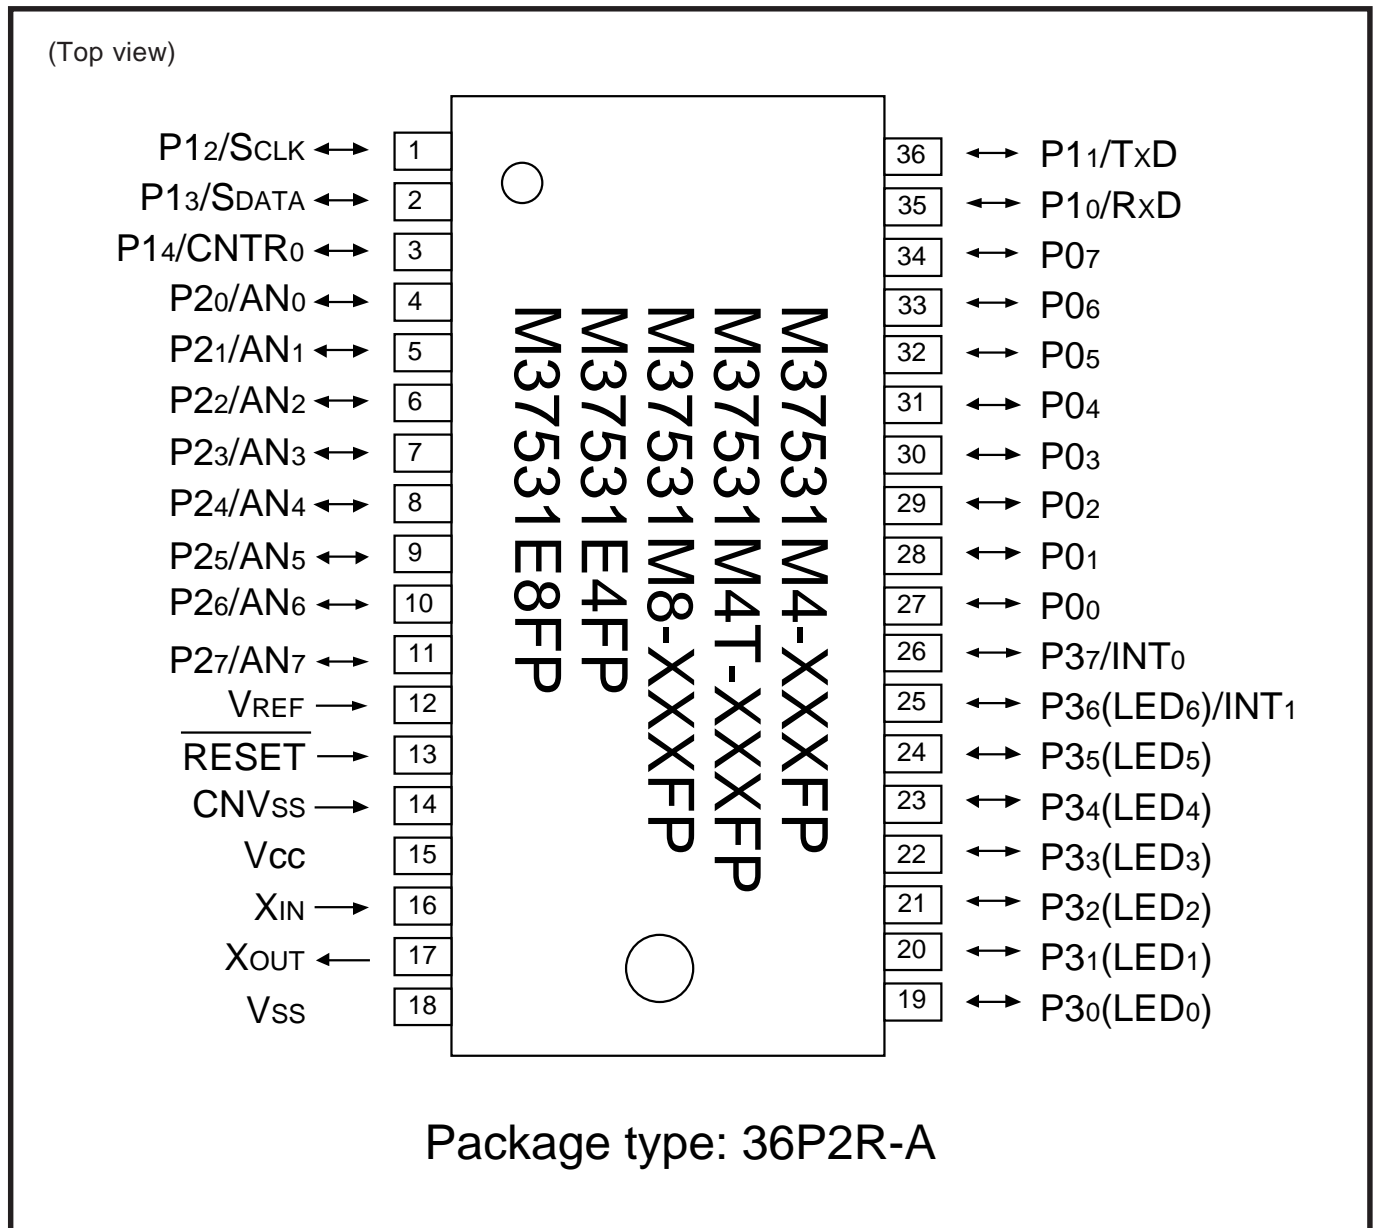 (Top view)
P12/SCLK
P13/SDATA
P14/CNTR0
P20/AN0
P21/AN1
P22/AN2
P23/AN3
P24/AN4
P25/AN5
P26/AN6
P27/AN7
VREF
RESET
CNVSS
Vcc
XIN
XOUT
VSS
1
2
3
4
5
6
7
8
9
10
11
12
13
14
15
16
17
18
M37531M4-XXXFP
M37531M4T-XXXFP
M37531M8-XXXFP
M37531E4FP
M37531E8FP
36
35
34
33
32
31
30
29
28
27
26
25
24
23
22
21
20
19
P11/TXD
P10/RXD
P07
P06
P05
P04
P03
P02
P01
P00
P37/INT0
P36(LED6)/INT1
P35(LED5)
P34(LED4)
P33(LED3)
P32(LED2)
P31(LED1)
P30(LED0)
Package type: 36P2R-A